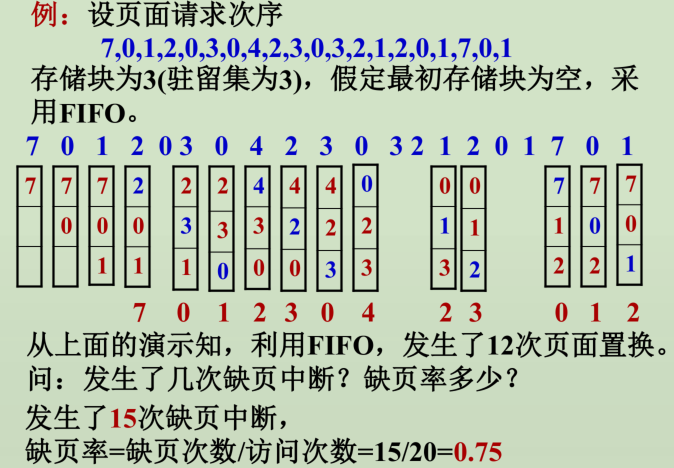 例：设页面请求次序
7,0,1,2,0,3,0,4,2,3,0,3,2,1,2,0,1,7,0,1
存储块为3(驻留集为3)，假定最初存储块为空，采
用FIFO。
7 0 1 2 0 3 0 4 2 3 0 3 2 1 2 0 1 7 0 1
7 7 7 2 2 2 4 4 4 0 0 0 7 7 7
0 0 0 3 3 3 2 2 2 1 1 1 0 0
1 1 1 0 0 0 3 3 3 2 2 2 1
7 0 1 2 3 0 4 2 3 0 1 2
从上面的演示知，利用FIFO，发生了12次页面置换。
问：发生了几次缺页中断？缺页率多少？
发生了15次缺页中断，
缺页率=缺页次数/访问次数=15/20=0.75